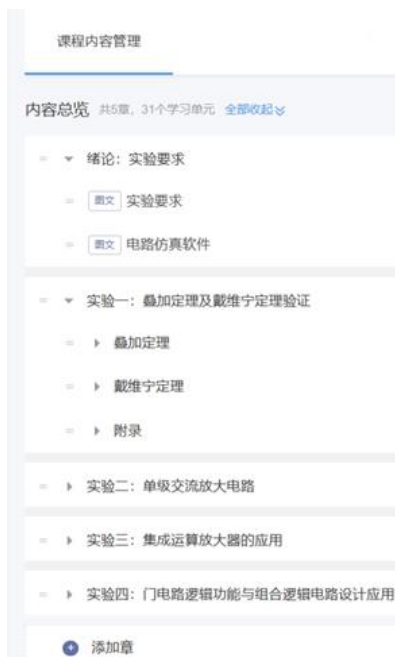 课程内容管理
内容总览 共5章，31个学习单元 全部收起
绪论：实验要求
图文 实验要求
图文 电路仿真软件
实验一：叠加定理及戴维宁定理验证
叠加定理
戴维宁定理
附录
实验二：单级交流放大电路
实验三：集成运算放大器的应用
实验四：门电路逻辑功能与组合逻辑电路设计应用
添加章